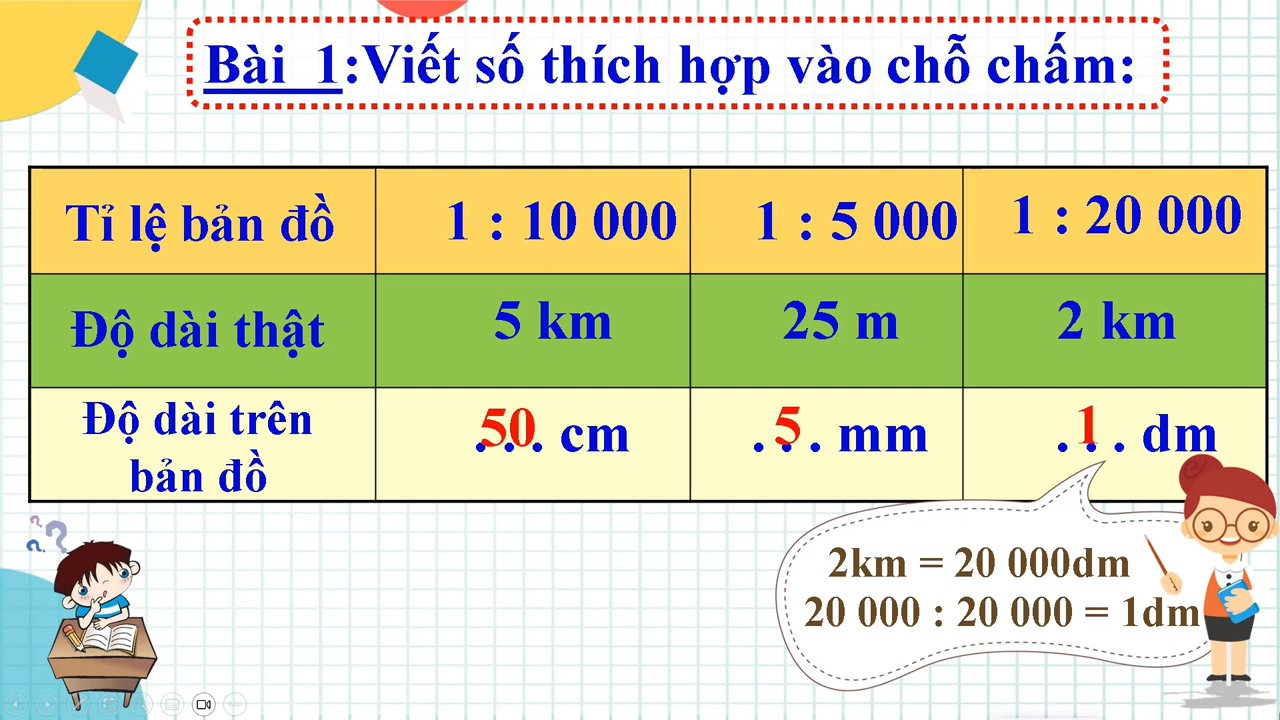 Bài 1:Viết số thích hợp vào chỗ chấm:
Tỉ lệ bản đồ 1 : 10 000 1 : 5 000 1 : 20 000
Độ dài thật 5 km 25 m 2 km
Độ dài trên
bản đồ
50 . . . cm 5 . . . mm 1 . . . dm
? ? ?
2km = 20 000dm
20 000 : 20 000 = 1dm